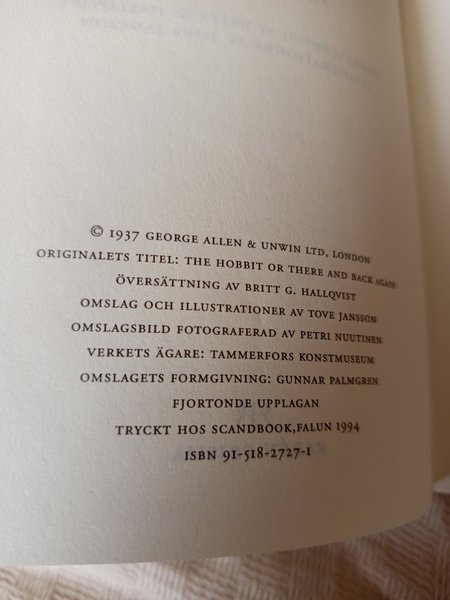 © 1937 GEORGE ALLEN & UNWIN LTD, LONDON
ORIGINALETS TITEL: THE HOBBIT OR THERE AND BACK AGAIN
ÖVERSÄTTNING AV BRITT G. HALLQVIST
OMSLAG OCH ILLUSTRATIONER AV TOVE JANSSON
OMSLAGSBILD FOTOGRAFERAD AV PETRI NUUTINEN
VERKETS ÄGARE: TAMMERFORS KONSTMUSEUM
OMSLAGETS FORMGIVNING: GUNNAR PALMGREN
FJORTONDE UPPLAGAN
TRYCKT HOS SCANDBOOK,FALUN 1994
ISBN 91-518-2727-1